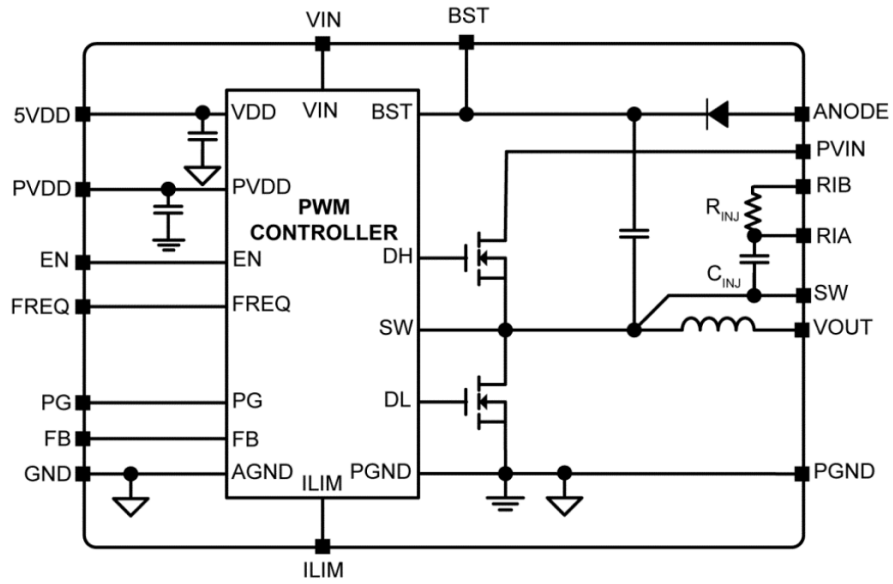 VIN
BST
5VDD
VDD
VIN
BST
ANODE
PVIN
PVDD
PVDD
RIB
PWM
CONTROLLER
RINJ
RIA
EN
EN
DH
CINJ
FREQ
FREQ
SW
SW
VOUT
PG
PG
DL
FB
FB
GND
AGND
PGND
PGND
ILIM
ILIM